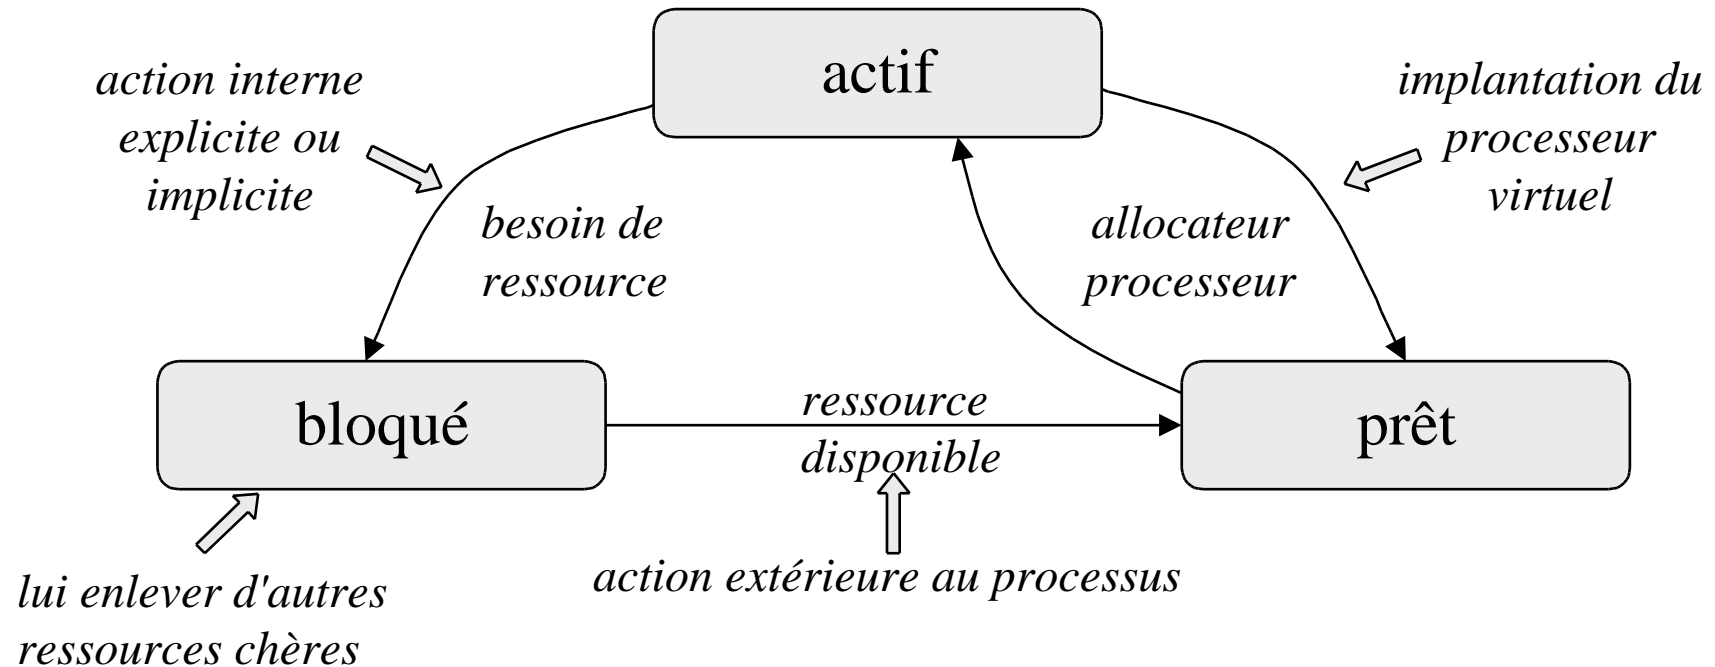 actif
action interne
explicite ou
implicite
implantation du
processeur
virtuel
besoin de
ressource
allocateur
processeur
bloqué
ressource
disponible
prêt
lui enlever d'autres
ressources chères
action extérieure au processus